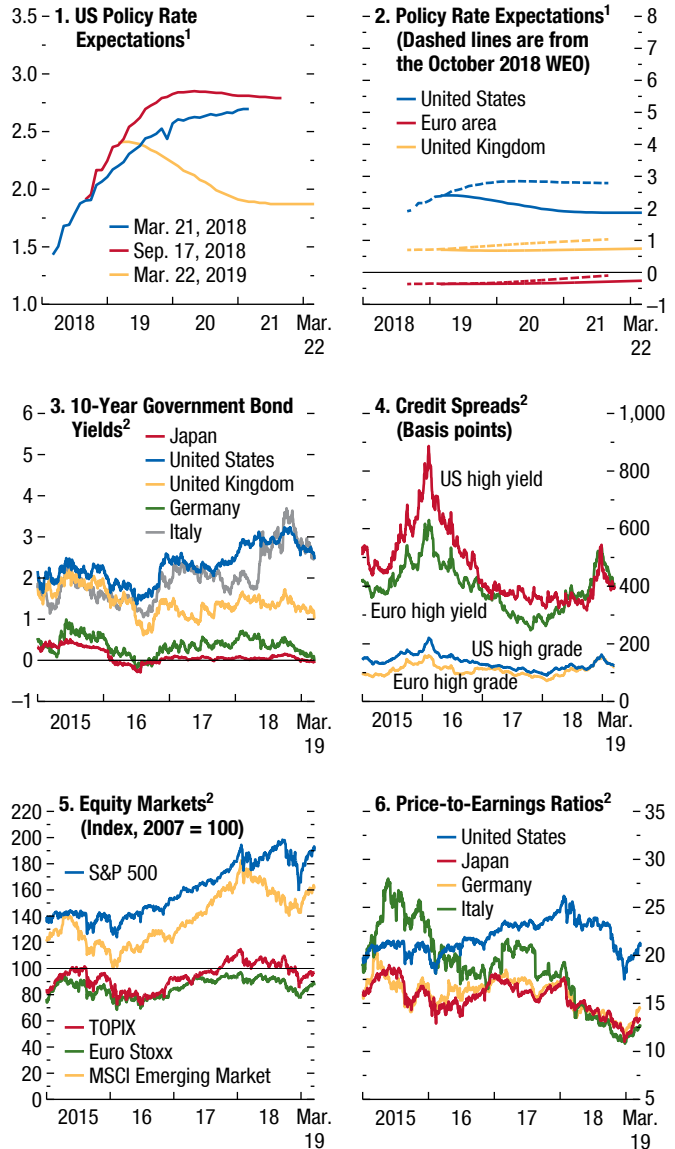 1. US Policy Rate
Expectations1
3.5
3.0
2.5
2.0
1.5
1.0
Mar. 21, 2018
Sep. 17, 2018
Mar. 22, 2019
2018 19 20 21 Mar.
22
2. Policy Rate Expectations1
(Dashed lines are from
the October 2018 WEO)
United States
Euro area
United Kingdom
8
7
6
5
4
3
2
1
0
–1
2018 19 20 21 Mar.
22
3. 10-Year Government Bond
Yields2
Japan
United States
United Kingdom
Germany
Italy
6
5
4
3
2
1
0
–1
2015 16 17 18 Mar.
19
4. Credit Spreads2
(Basis points)
US high yield
Euro high yield
US high grade
Euro high grade
1,000
800
600
400
200
0
2015 16 17 18 Mar.
19
5. Equity Markets2
(Index, 2007 = 100)
S&P 500
TOPIX
Euro Stoxx
MSCI Emerging Market
220
200
180
160
140
120
100
80
60
40
20
0
2015 16 17 18 Mar.
19
6. Price-to-Earnings Ratios2
United States
Japan
Germany
Italy
35
30
25
20
15
10
5
2015 16 17 18 Mar.
19